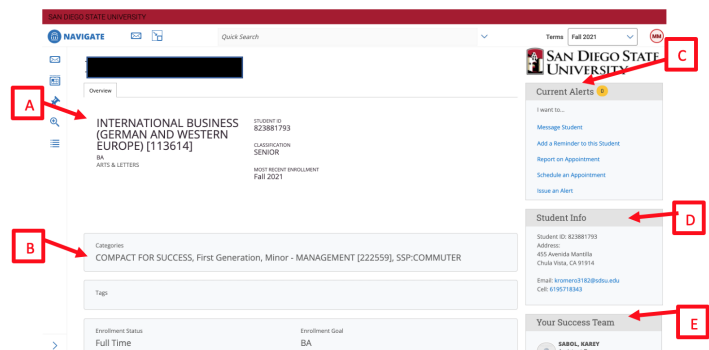 SAN DIEGO STATE UNIVERSITY
NAVIGATE
Quick Search
Terms
Fall 2021
MM
SAN DIEGO STATE
UNIVERSITY
C
Overview
Current Alerts 0
I want to...
Message Student
Add a Reminder to this Student
Report on Appointment
Schedule an Appointment
Issue an Alert
A
INTERNATIONAL BUSINESS
(GERMAN AND WESTERN
EUROPE) [113614]
BA
ARTS & LETTERS
STUDENT ID
823881793
CLASSIFICATION
SENIOR
MOST RECENT ENROLLMENT
Fall 2021
Student Info
D
Student ID: 823881793
Address:
455 Avenida Mantilla
Chula Vista, CA 91914
Email: kromero3182@sdsu.edu
Cell: 6195718343
B
Categories
COMPACT FOR SUCCESS, First Generation, Minor - MANAGEMENT [222559], SSP:COMMUTER
Tags
Enrollment Status
Full Time
Enrollment Goal
BA
Your Success Team
E
SABOL, KAREY